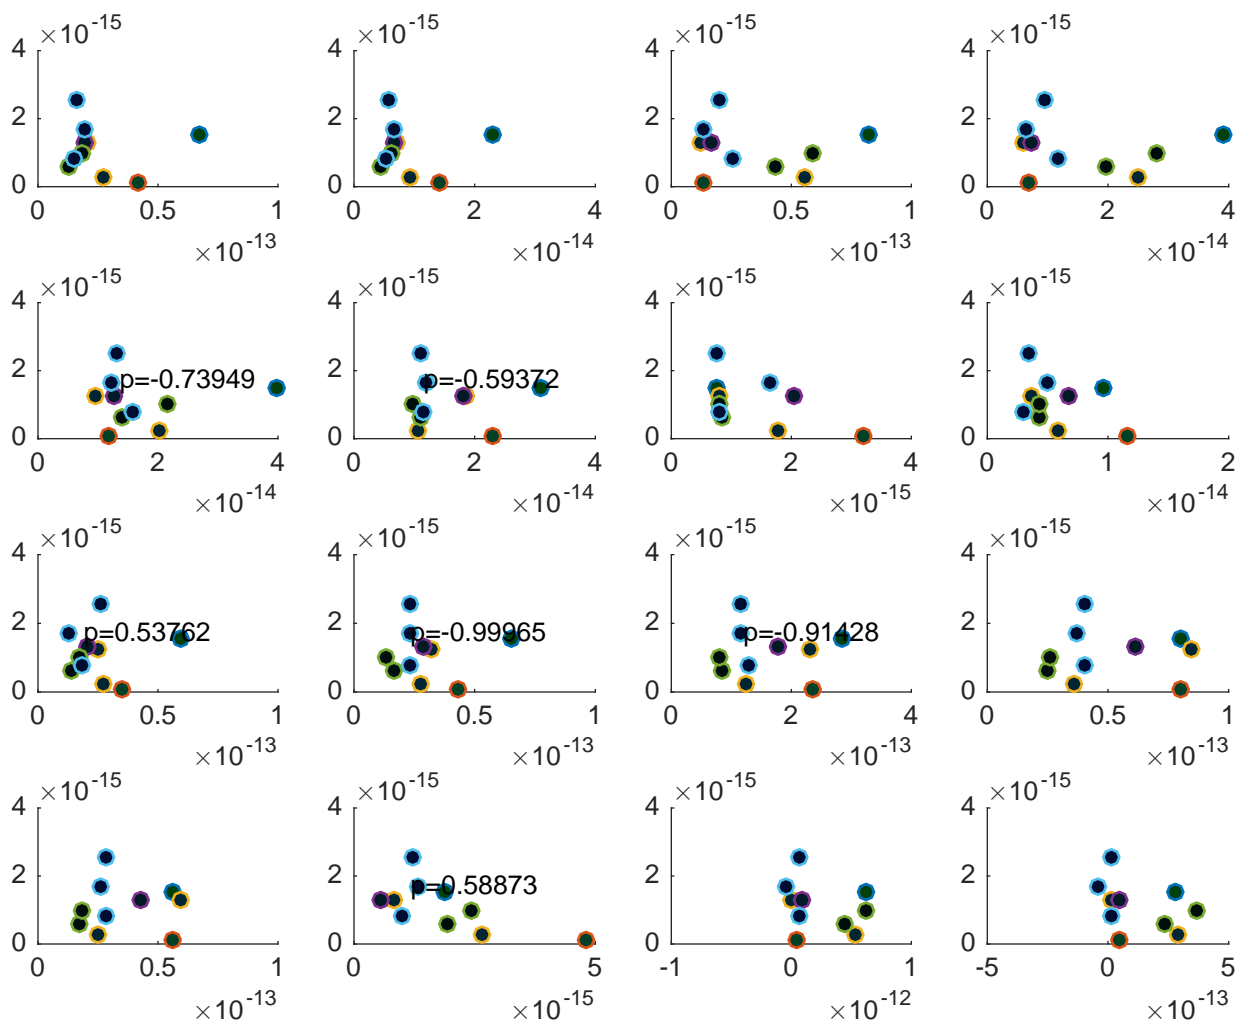 ×10-15 ×10-15 ×10-15 ×10-15
4 4 4 4
2 2 2 2
0 0 0 0
0 0.5 1 0 2 4 0 0.5 1 0 2 4
×10-13 ×10-14 ×10-13 ×10-14
×10-15 ×10-15 ×10-15 ×10-15
4 4 4 4
2 2 2 2
p=-0.73949 p=-0.59372
0 0 0 0
0 2 4 0 2 4 0 2 4 0 1 2
×10-14 ×10-14 ×10-15 ×10-14
×10-15 ×10-15 ×10-15 ×10-15
4 4 4 4
2 2 2 2
p=0.53762 p=-0.99965 p=-0.91428
0 0 0 0
0 0.5 1 0 0.5 1 0 2 4 0 0.5 1
×10-13 ×10-13 ×10-13 ×10-13
×10-15 ×10-15 ×10-15 ×10-15
4 4 4 4
2 2 2 2
p=0.58873
0 0 0 0
0 0.5 1 0 5 -1 0 1 -5 0 5
×10-13 ×10-15 ×10-12 ×10-13